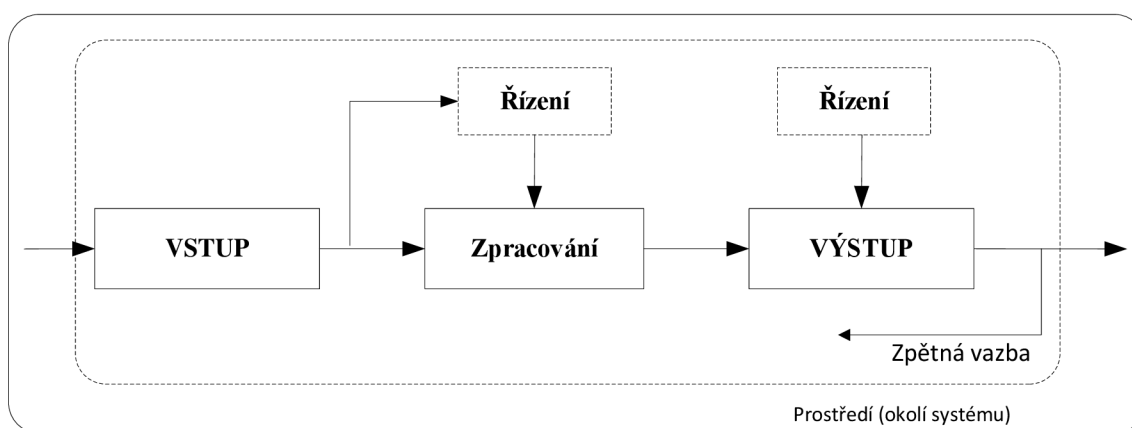 Řízení
Řízení
VSTUP
Zpracování
VÝSTUP
Zpětná vazba
Prostředí (okolí systému)